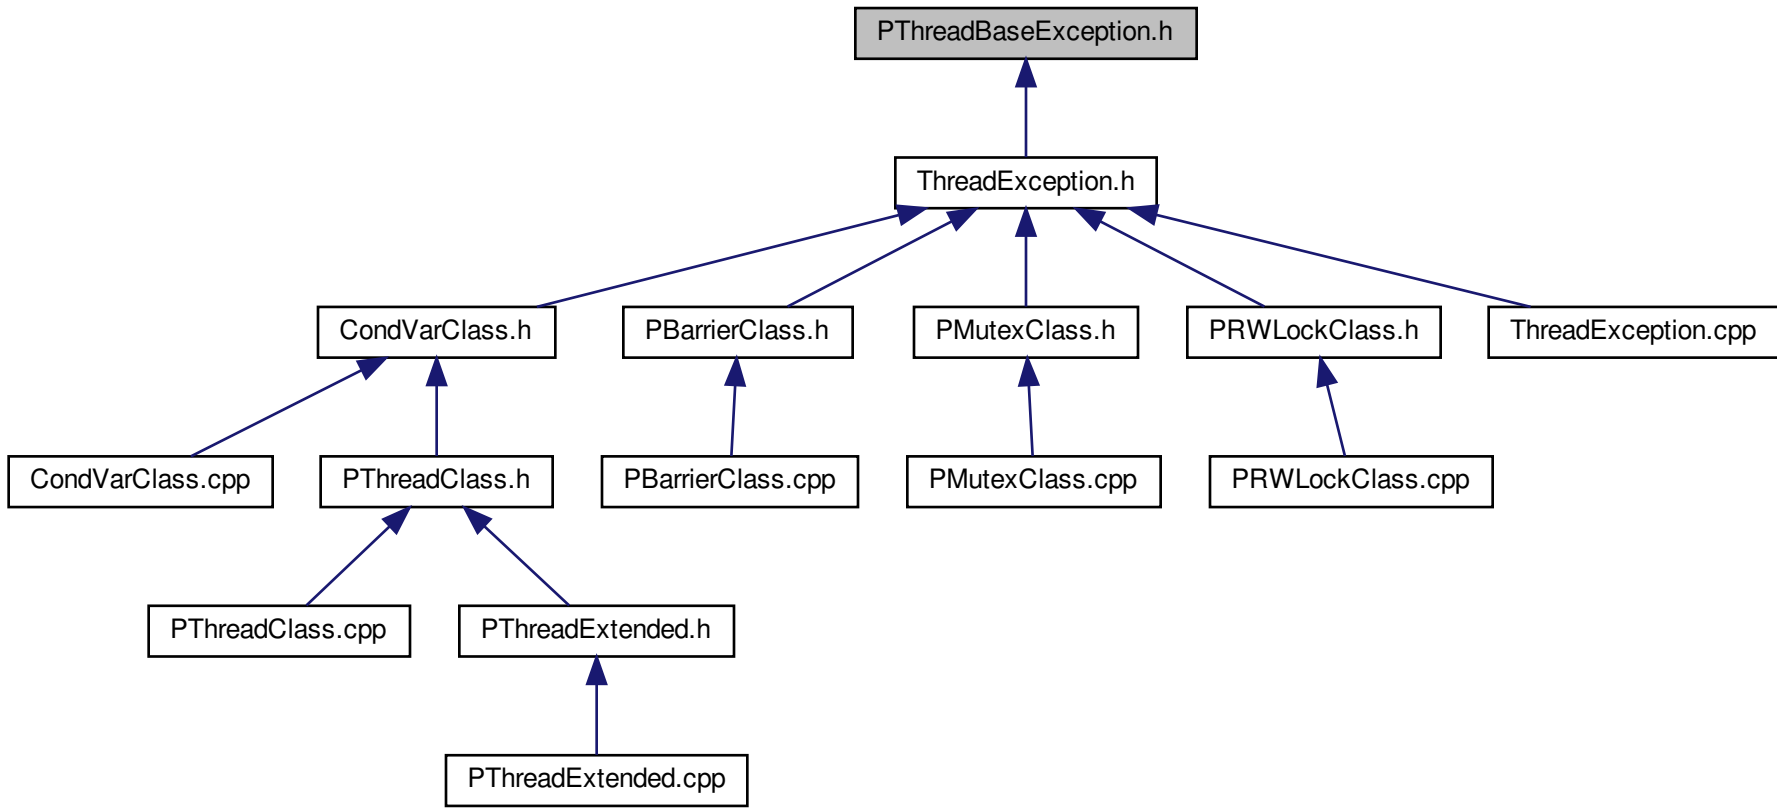 PThreadBaseException.h
ThreadException.h
CondVarClass.h
PBarrierClass.h
PMutexClass.h
PRWLockClass.h
ThreadException.cpp
CondVarClass.cpp
PThreadClass.h
PBarrierClass.cpp
PMutexClass.cpp
PRWLockClass.cpp
PThreadClass.cpp
PThreadExtended.h
PThreadExtended.cpp